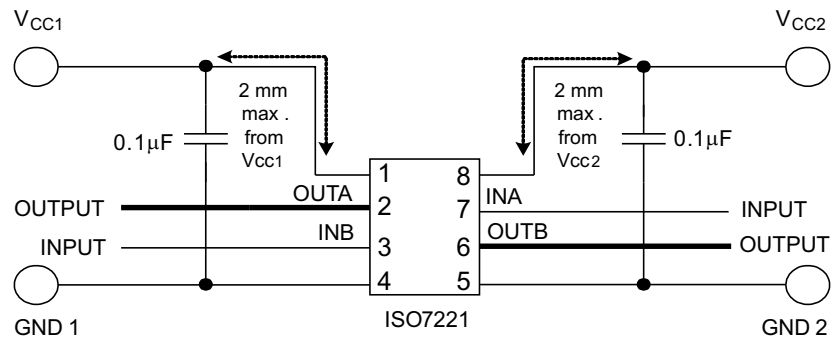 VCC1
VCC2
2 mm
max .
from
Vcc1
2 mm
max .
from
Vcc2
0.1μF
0.1μF
1
8
OUTA
2
INA
7
OUTPUT
INPUT
INB
3
OUTB
6
INPUT
OUTPUT
4
5
GND 1
ISO7221
GND 2